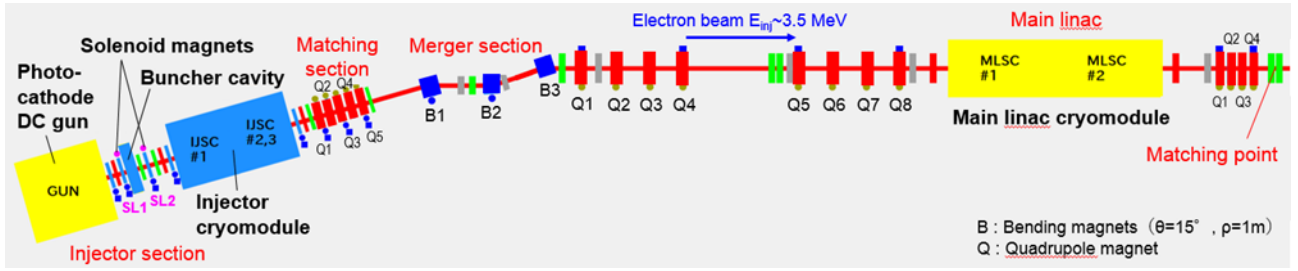 Solenoid magnets
Photo-
cathode
DC gun
Buncher cavity
Matching
section
Merger section
Electron beam Einj~3.5 MeV
Main linac
GUN
SL1
SL2
IJSC
#1
IJSC
#2,3
Injector
cryomodule
Injector section
Q2
Q4
Q1
Q3
Q5
B1
B2
B3
Q1
Q2
Q3
Q4
Q5
Q6
Q7
Q8
MLSC
#1
MLSC
#2
Main linac cryomodule
Q2
Q4
Q1
Q3
Matching point
B : Bending magnets (θ=15° , ρ=1m)
Q : Quadrupole magnet